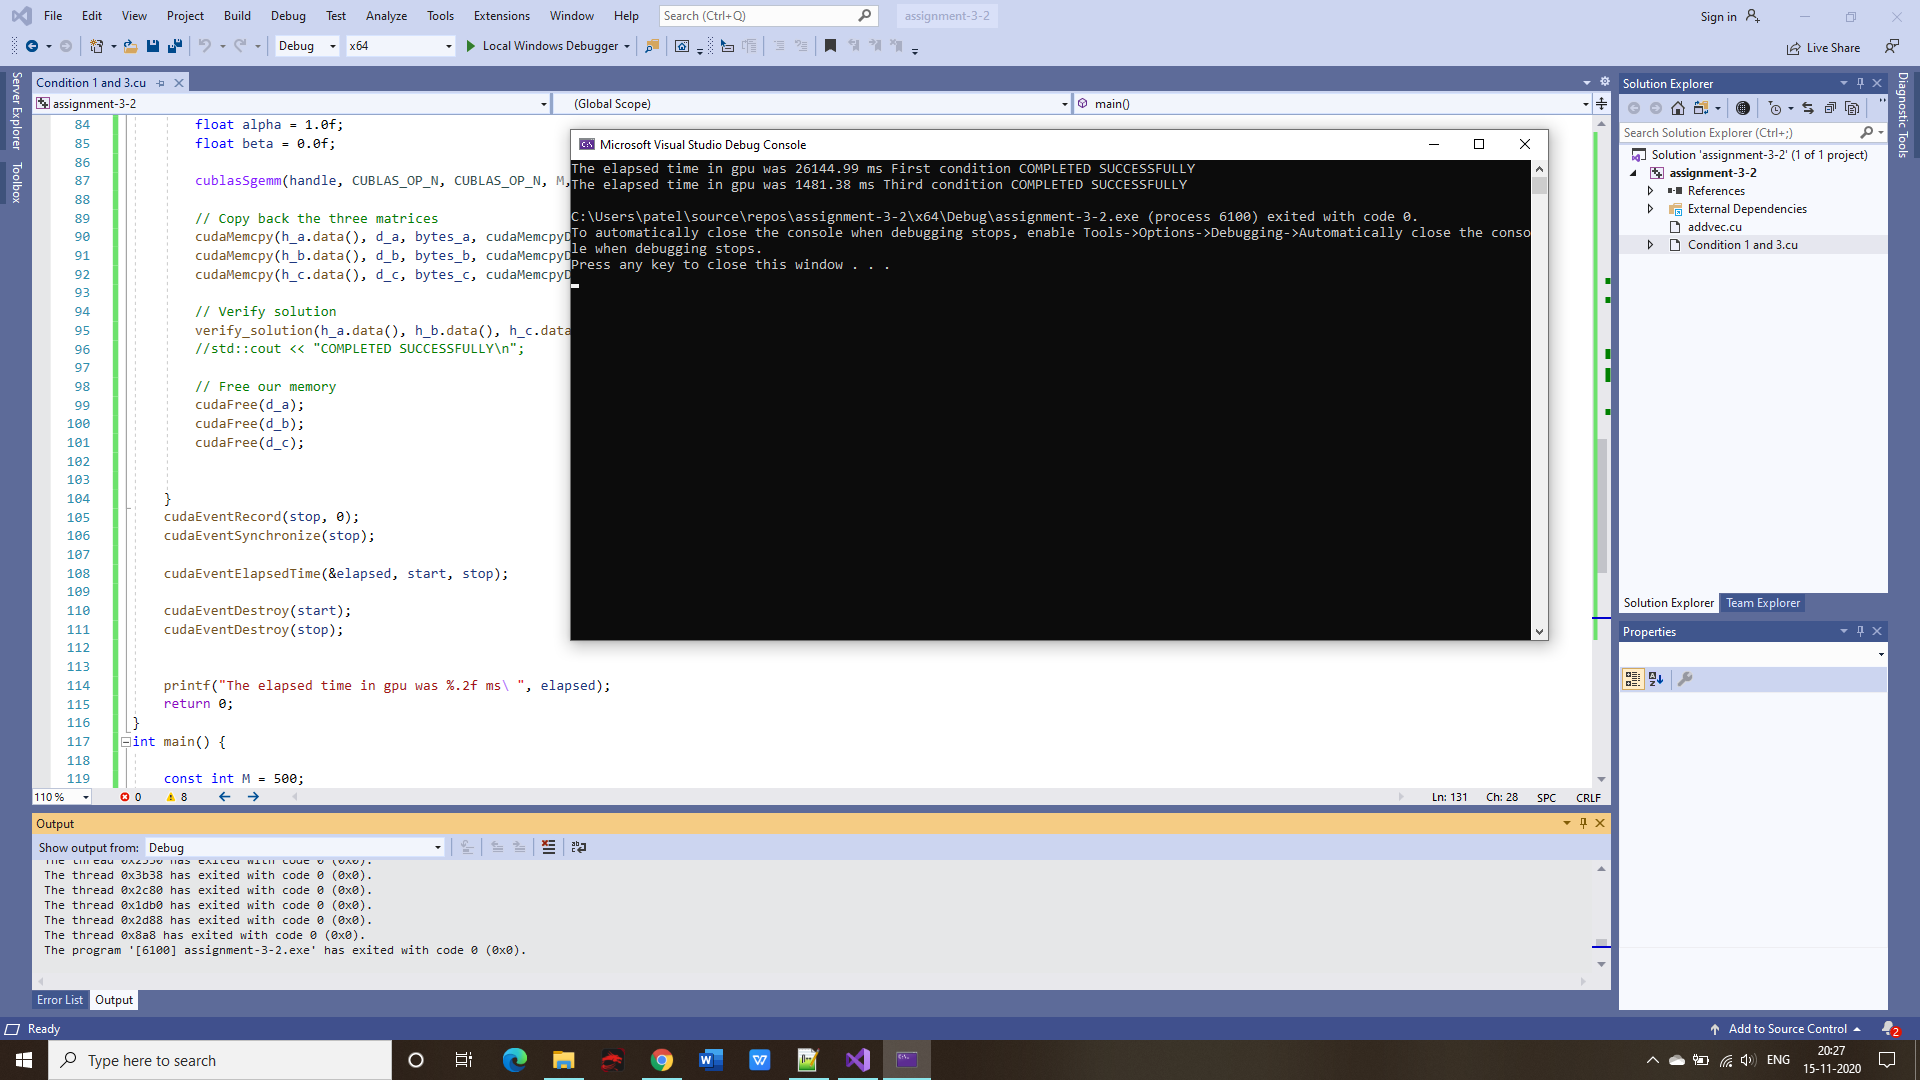 File Edit View Project Build Debug Test Analyze Tools Extensions Window Help Search (Ctrl+Q) assignment-3-2 Sign in
Debug x64 Local Windows Debugger Live Share
Server Explorer
Toolbox
Condition 1 and 3.cu
assignment-3-2 (Global Scope) main()
84 float alpha = 1.0f;
85 float beta = 0.0f;
86
87 cublasSgemm(handle, CUBLAS_OP_N, CUBLAS_OP_N, M,
88
89 // Copy back the three matrices
90 cudaMemcpy(h_a.data(), d_a, bytes_a, cudaMemcpyD
91 cudaMemcpy(h_b.data(), d_b, bytes_b, cudaMemcpyD
92 cudaMemcpy(h_c.data(), d_c, bytes_c, cudaMemcpyD
93
94 // Verify solution
95 verify_solution(h_a.data(), h_b.data(), h_c.data
96 //std::cout << "COMPLETED SUCCESSFULLY\n";
97
98 // Free our memory
99 cudaFree(d_a);
100 cudaFree(d_b);
101 cudaFree(d_c);
102
103
104 }
105 cudaEventRecord(stop, 0);
106 cudaEventSynchronize(stop);
107
108 cudaEventElapsedTime(&elapsed, start, stop);
109
110 cudaEventDestroy(start);
111 cudaEventDestroy(stop);
112
113
114 printf("The elapsed time in gpu was %.2f ms\ ", elapsed);
115 return 0;
116 }
117 int main() {
118
119 const int M = 500;
110 % 0 8 Ln: 131 Ch: 28 SPC CRLF
Microsoft Visual Studio Debug Console
The elapsed time in gpu was 26144.99 ms First condition COMPLETED SUCCESSFULLY
The elapsed time in gpu was 1481.38 ms Third condition COMPLETED SUCCESSFULLY
C:\Users\patel\source\repos\assignment-3-2\x64\Debug\assignment-3-2.exe (process 6100) exited with code 0.
To automatically close the console when debugging stops, enable Tools->Options->Debugging->Automatically close the conso
le when debugging stops.
Press any key to close this window . . .
Solution Explorer
Search Solution Explorer (Ctrl+;)
Solution 'assignment-3-2' (1 of 1 project)
assignment-3-2
References
External Dependencies
addvec.cu
Condition 1 and 3.cu
Solution Explorer Team Explorer
Properties
Diagnostic Tools
Output
Show output from: Debug
The thread 0x2550 has exited with code 0 (0x0).
The thread 0x3b38 has exited with code 0 (0x0).
The thread 0x2c80 has exited with code 0 (0x0).
The thread 0x1db0 has exited with code 0 (0x0).
The thread 0x2d88 has exited with code 0 (0x0).
The thread 0x8a8 has exited with code 0 (0x0).
The program '[6100] assignment-3-2.exe' has exited with code 0 (0x0).
Error List Output
Ready Add to Source Control 2
Type here to search
ENG
20:27
15-11-2020